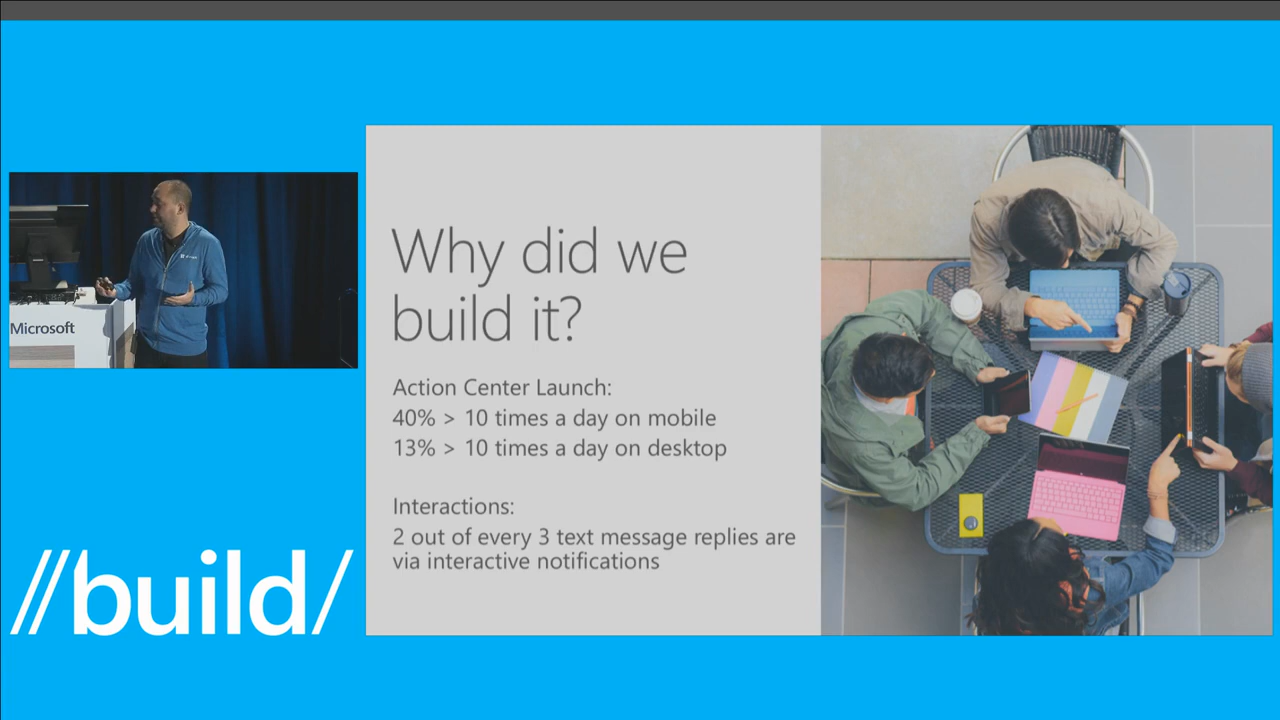 Microsoft
//build/
Why did we
build it?
Action Center Launch:
40% > 10 times a day on mobile
13% > 10 times a day on desktop
Interactions:
2 out of every 3 text message replies are
via interactive notifications